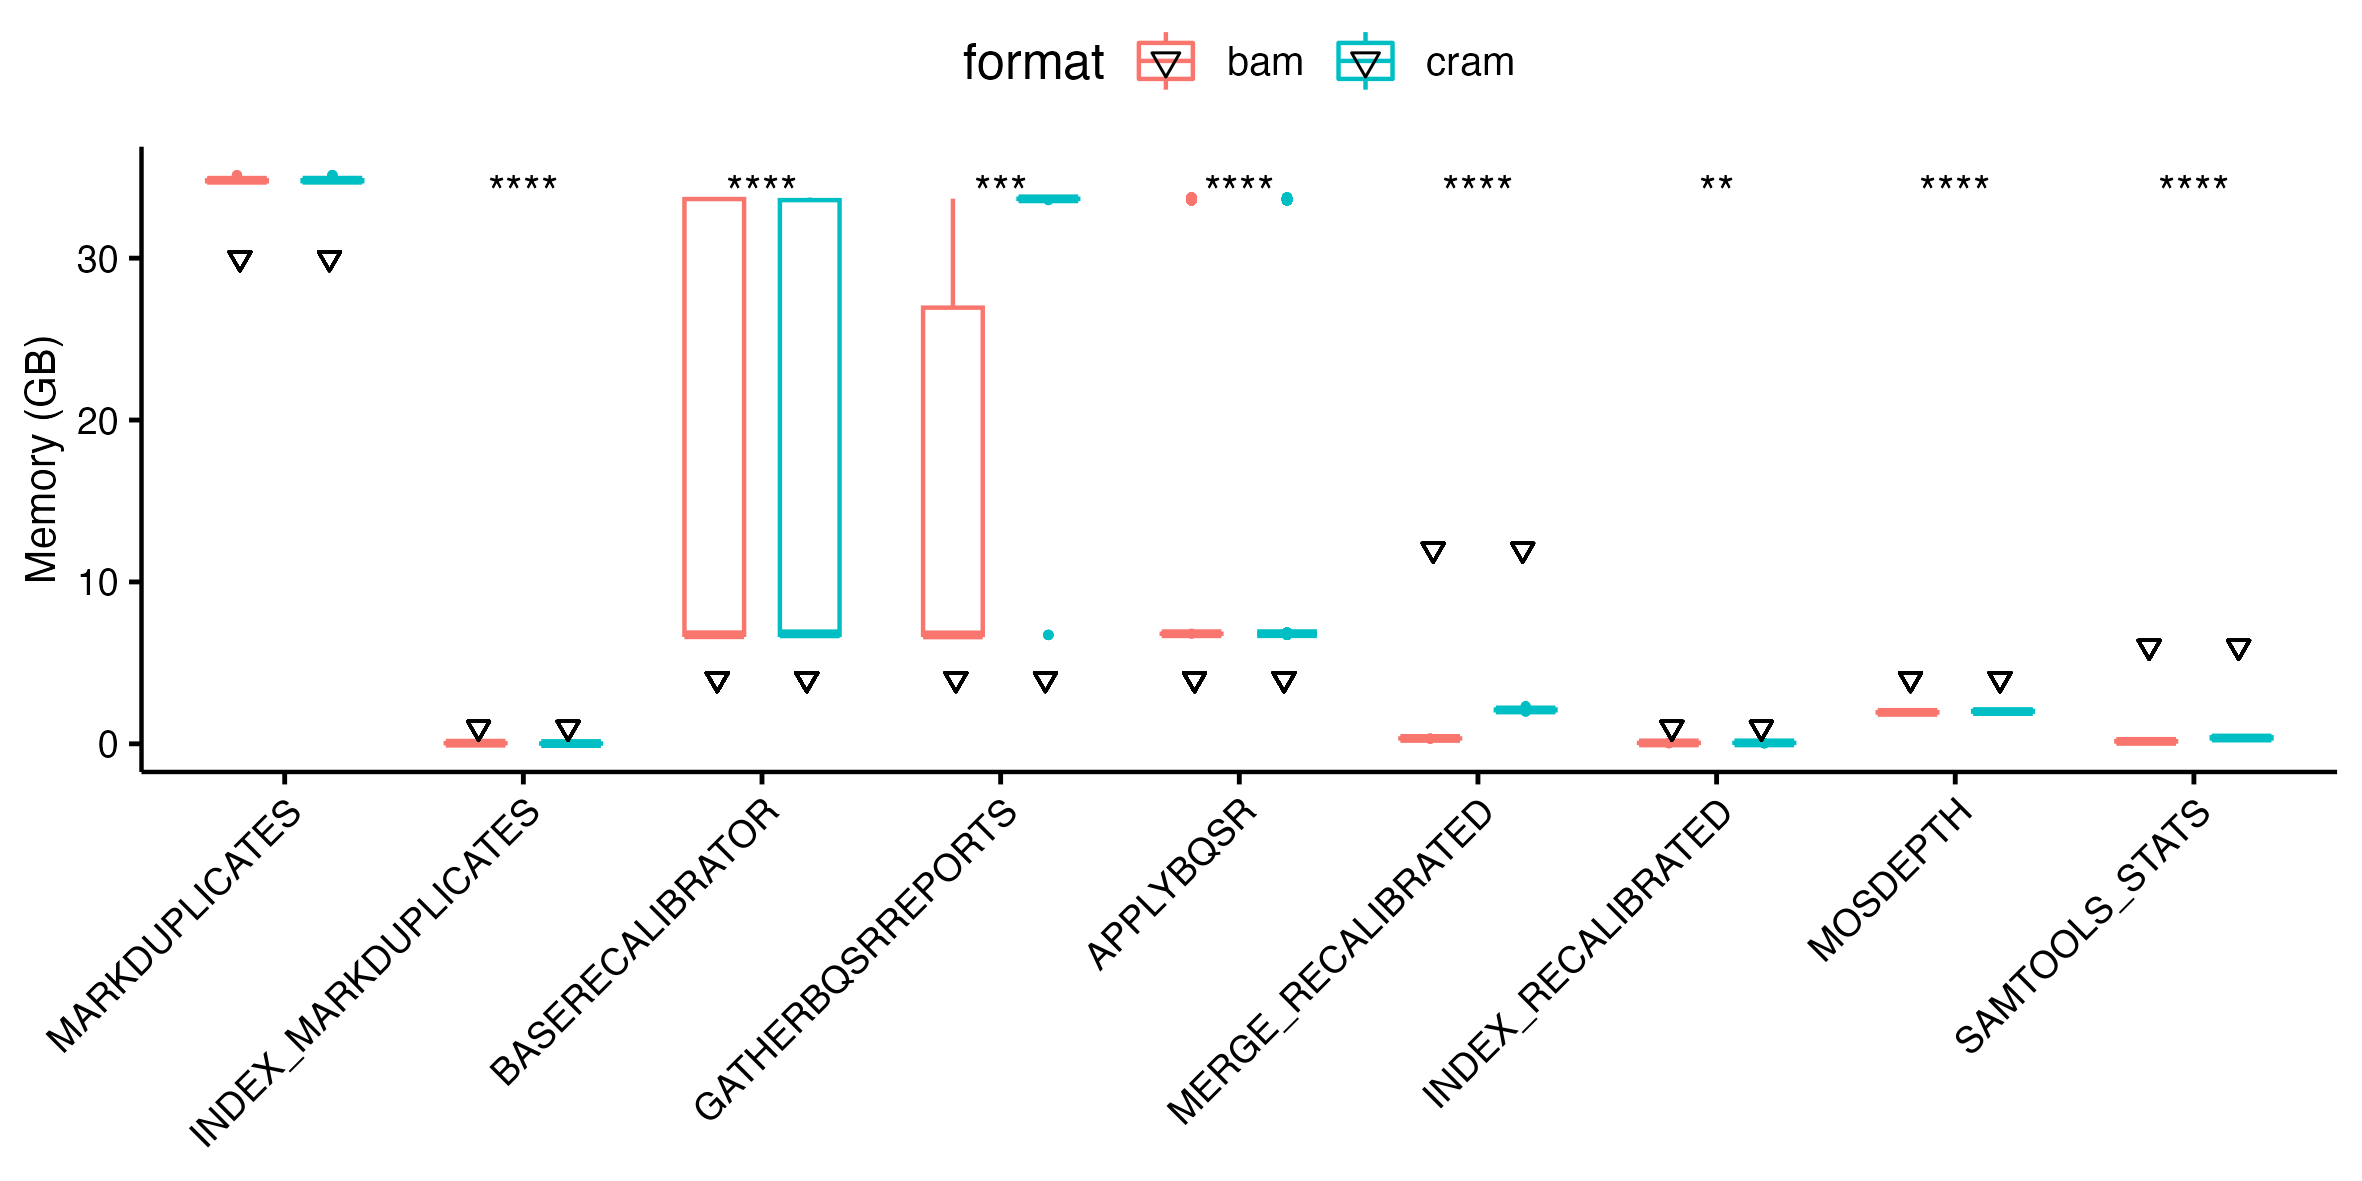 format bam cram
**** **** *** **** **** ** **** ****
Memory (GB)
30
20
10
0
MARKDUPLICATES
INDEX_MARKDUPLICATES
BASERECALIBRATOR
GATHERBQSRREPORTS
APPLYBQSR
MERGE_RECALIBRATED
INDEX_RECALIBRATED
MOSDEPTH
SAMTOOLS_STATS